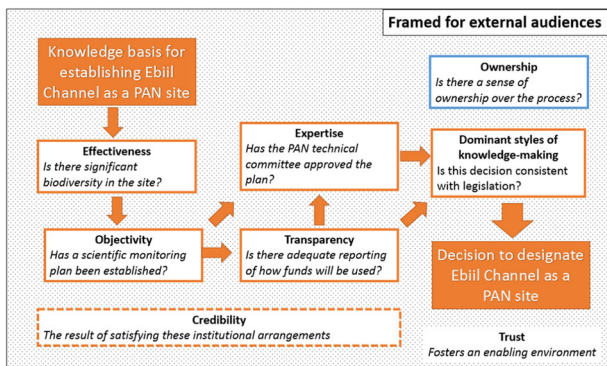 Framed for external audiences
Knowledge basis for
establishing Ebiil
Channel as a PAN site
Ownership
Is there a sense of
ownership over the process?
Effectiveness
Is there significant
biodiversity in the site?
Expertise
Has the PAN technical
committee approved the
plan?
Dominant styles of
knowledge-making
Is this decision consistent
with legislation?
Objectivity
Has a scientific monitoring
plan been established?
Transparency
Is there adequate reporting
of how funds will be used?
Decision to designate
Ebiil Channel as a
PAN site
Credibility
The result of satisfying these institutional arrangements
Trust
Fosters an enabling environment